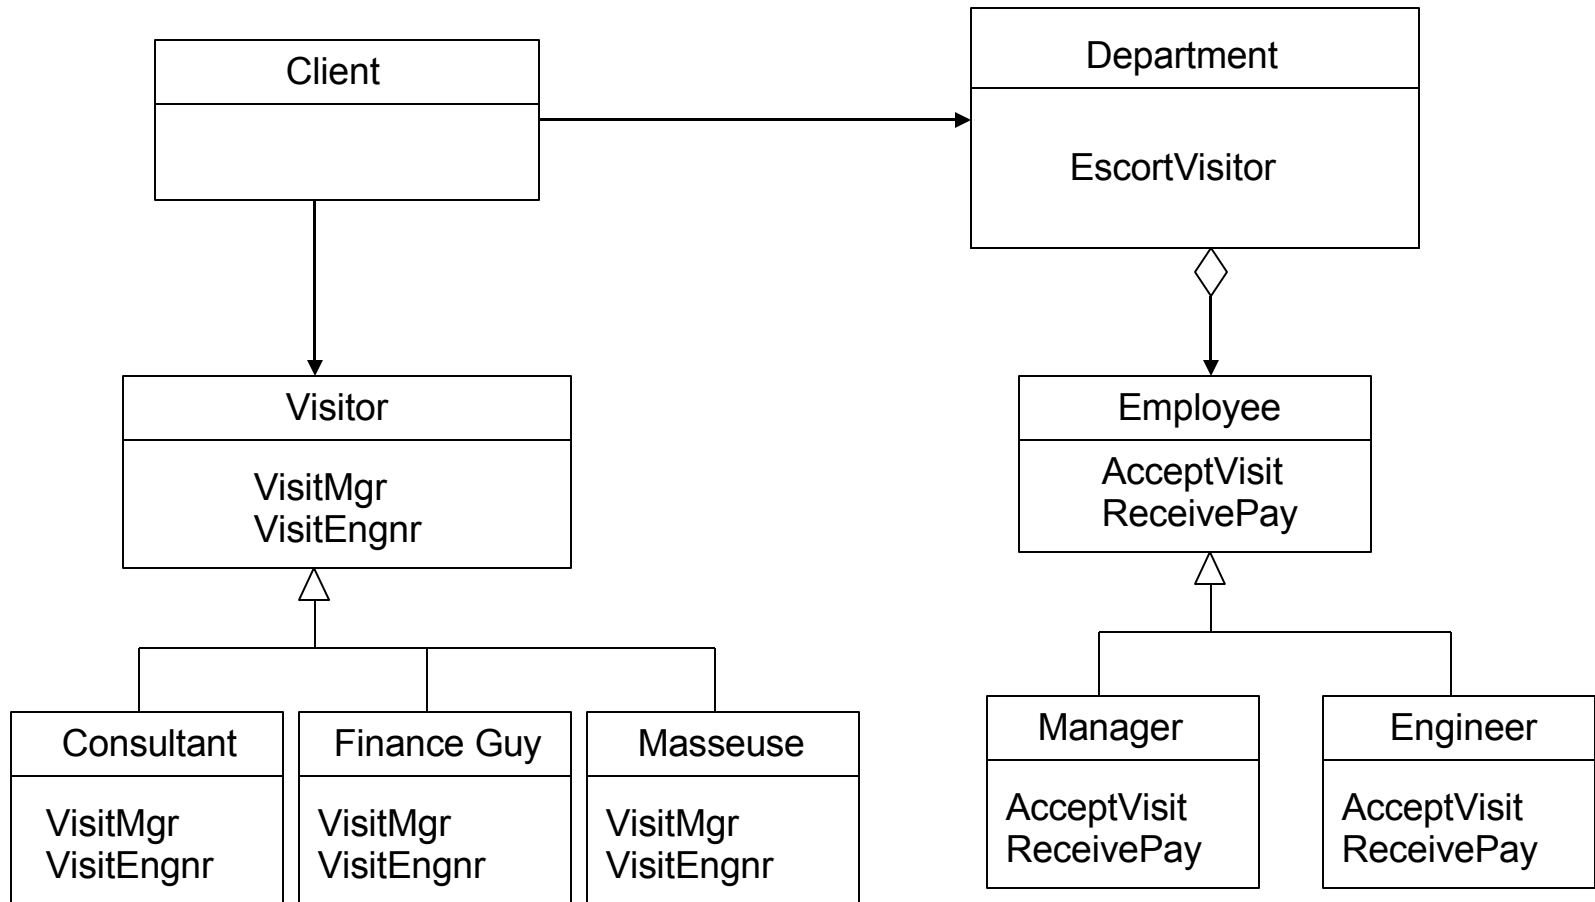 Client
Department
EscortVisitor
Visitor
VisitMgr
VisitEngnr
Employee
AcceptVisit
ReceivePay
Consultant
VisitMgr
VisitEngnr
Finance Guy
VisitMgr
VisitEngnr
Masseuse
VisitMgr
VisitEngnr
Manager
AcceptVisit
ReceivePay
Engineer
AcceptVisit
ReceivePay